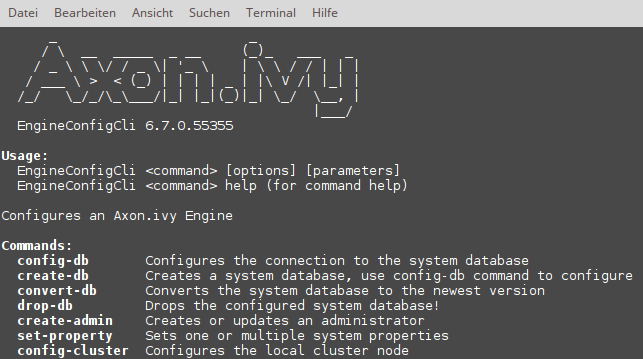 Datei Bearbeiten Ansicht Suchen Terminal Hilfe
Axon.ivy
EngineConfigCli 6.7.0.55355
Usage:
EngineConfigCli <command> [options] [parameters]
EngineConfigCli <command> help (for command help)
Configures an Axon.ivy Engine
Commands:
config-db Configures the connection to the system database
create-db Creates a system database, use config-db command to configure
convert-db Converts the system database to the newest version
drop-db Drops the configured system database!
create-admin Creates or updates an administrator
set-property Sets one or multiple system properties
config-cluster Configures the local cluster node